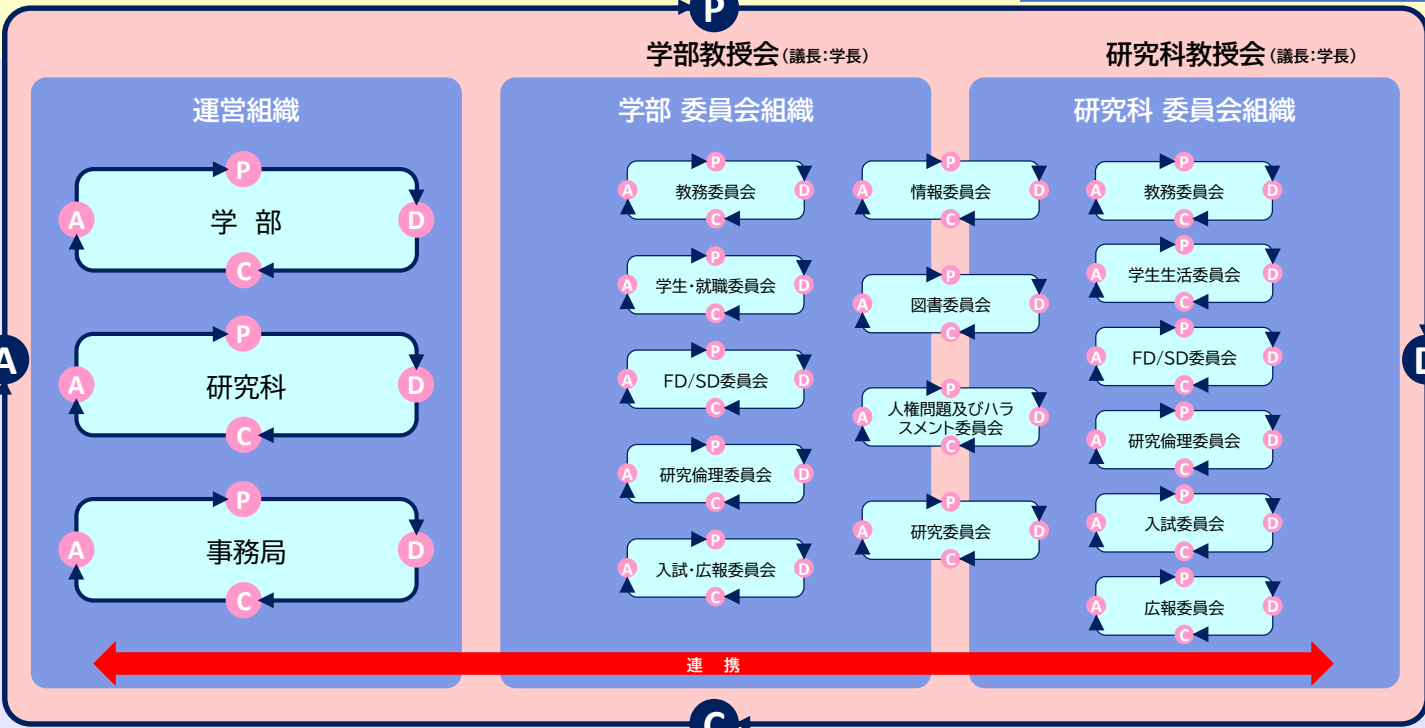 P
学部教授会(議長:学長)
研究科教授会(議長:学長)
運営組織
P
A
学 部
D
C
P
A
研究科
D
C
P
A
事務局
D
C
学部 委員会組織
P
A
教務委員会
D
C
P
A
学生・就職委員会
D
C
P
A
FD/SD委員会
D
C
P
A
研究倫理委員会
D
C
P
A
入試・広報委員会
D
C
P
A
情報委員会
D
C
P
A
図書委員会
D
C
P
A
人権問題及びハラ
スメント委員会
D
C
P
A
研究委員会
D
C
研究科 委員会組織
P
A
教務委員会
D
C
P
A
学生生活委員会
D
C
P
A
FD/SD委員会
D
C
P
A
研究倫理委員会
D
C
P
A
入試委員会
D
C
P
A
広報委員会
D
C
A
D
連 携
C